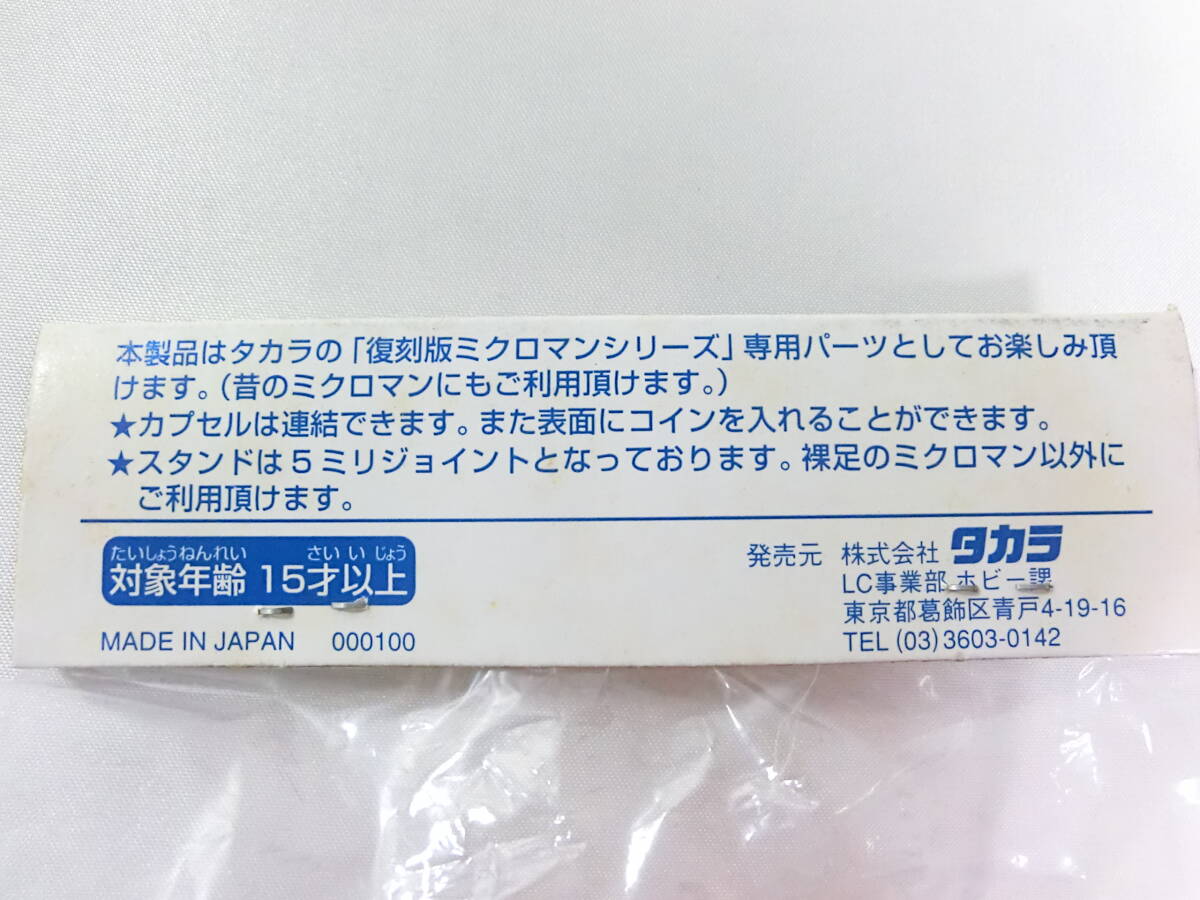 本製品はタカラの「復刻版ミクロマンシリーズ」専用パーツとしてお楽しみ頂
けます。(昔のミクロマンにもご利用頂けます。)
★カプセルは連結できます。また表面にコインを入れることができます。
★スタンドは5ミリジョイントとなっております。裸足のミクロマン以外に
ご利用頂けます。
たいしょうねんれい さい い じょう
対象年齢 15才以上
MADE IN JAPAN 000100
発売元 株式会社 タカラ
LC事業部 ホビー課
東京都葛飾区青戸4-19-16
TEL (03) 3603-0142